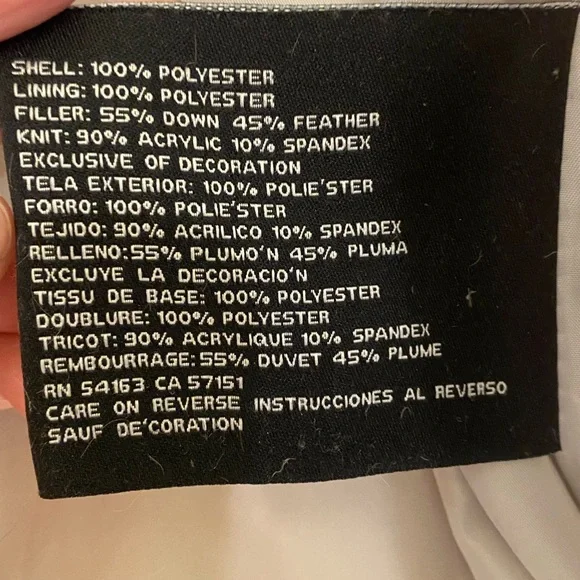 SHELL: 100% POLYESTER
LINING: 100% POLYESTER
FILLER: 55% DOWN 45% FEATHER
KNIT: 90% ACRYLIC 10% SPANDEX
EXCLUSIVE OF DECORATION
TELA EXTERIOR: 100% POLIE'STER
FORRO: 100% POLIE'STER
TEJIDO: 90% ACRILICO 10% SPANDEX
RELLENO:55% PLUMO'N 45% PLUMA
EXCLUYE LA DECORACIO'N
TISSU DE BASE: 100% POLYESTER
DOUBLURE: 100% POLYESTER
TRICOT: 90% ACRYLIQUE 10% SPANDEX
REMBOURRAGE:55% DUVET 45% PLUME
RN 54163 CA 57151
CARE ON REVERSE INSTRUCCIONES AL REVERSO
SAUF DE'CORATION